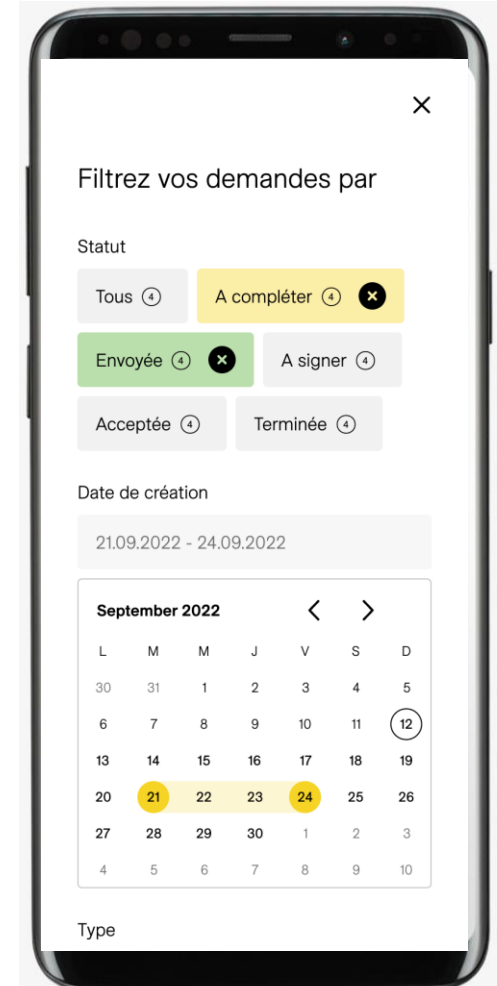 Filtrez vos demandes par
Statut
Tous 4 A compléter 4
Envoyée 4 A signer 4
Acceptée 4 Terminée 4
Date de création
21.09.2022 - 24.09.2022
September 2022
L M M J V S D
30 31 1 2 3 4 5
6 7 8 9 10 11 12
13 14 15 16 17 18 19
20 21 22 23 24 25 26
27 28 29 30 1 2 3
4 5 6 7 8 9 10
Type